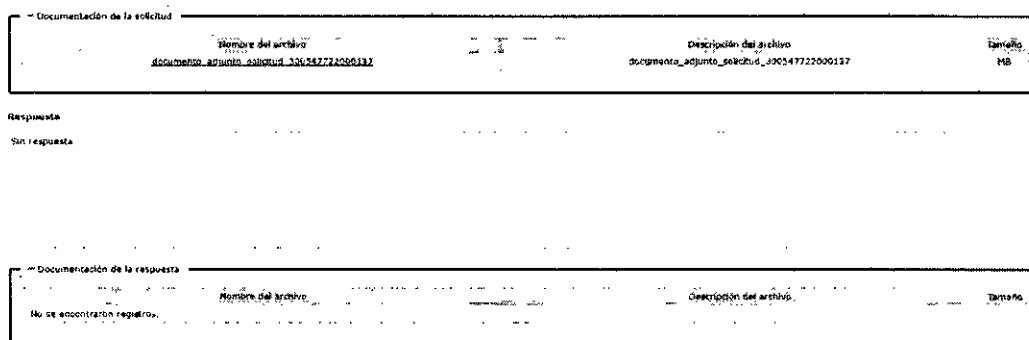 Documentación de la solicitud
Nombre del archivo Descripción del archivo Tamaño
documento_adjunto_solicitud_300547722000137 documento_adjunto_solicitud_300547722000137 MB
Respuesta
Sin respuesta
Documentación de la respuesta
Nombre del archivo Descripción del archivo Tamaño
No se encontraron registros.